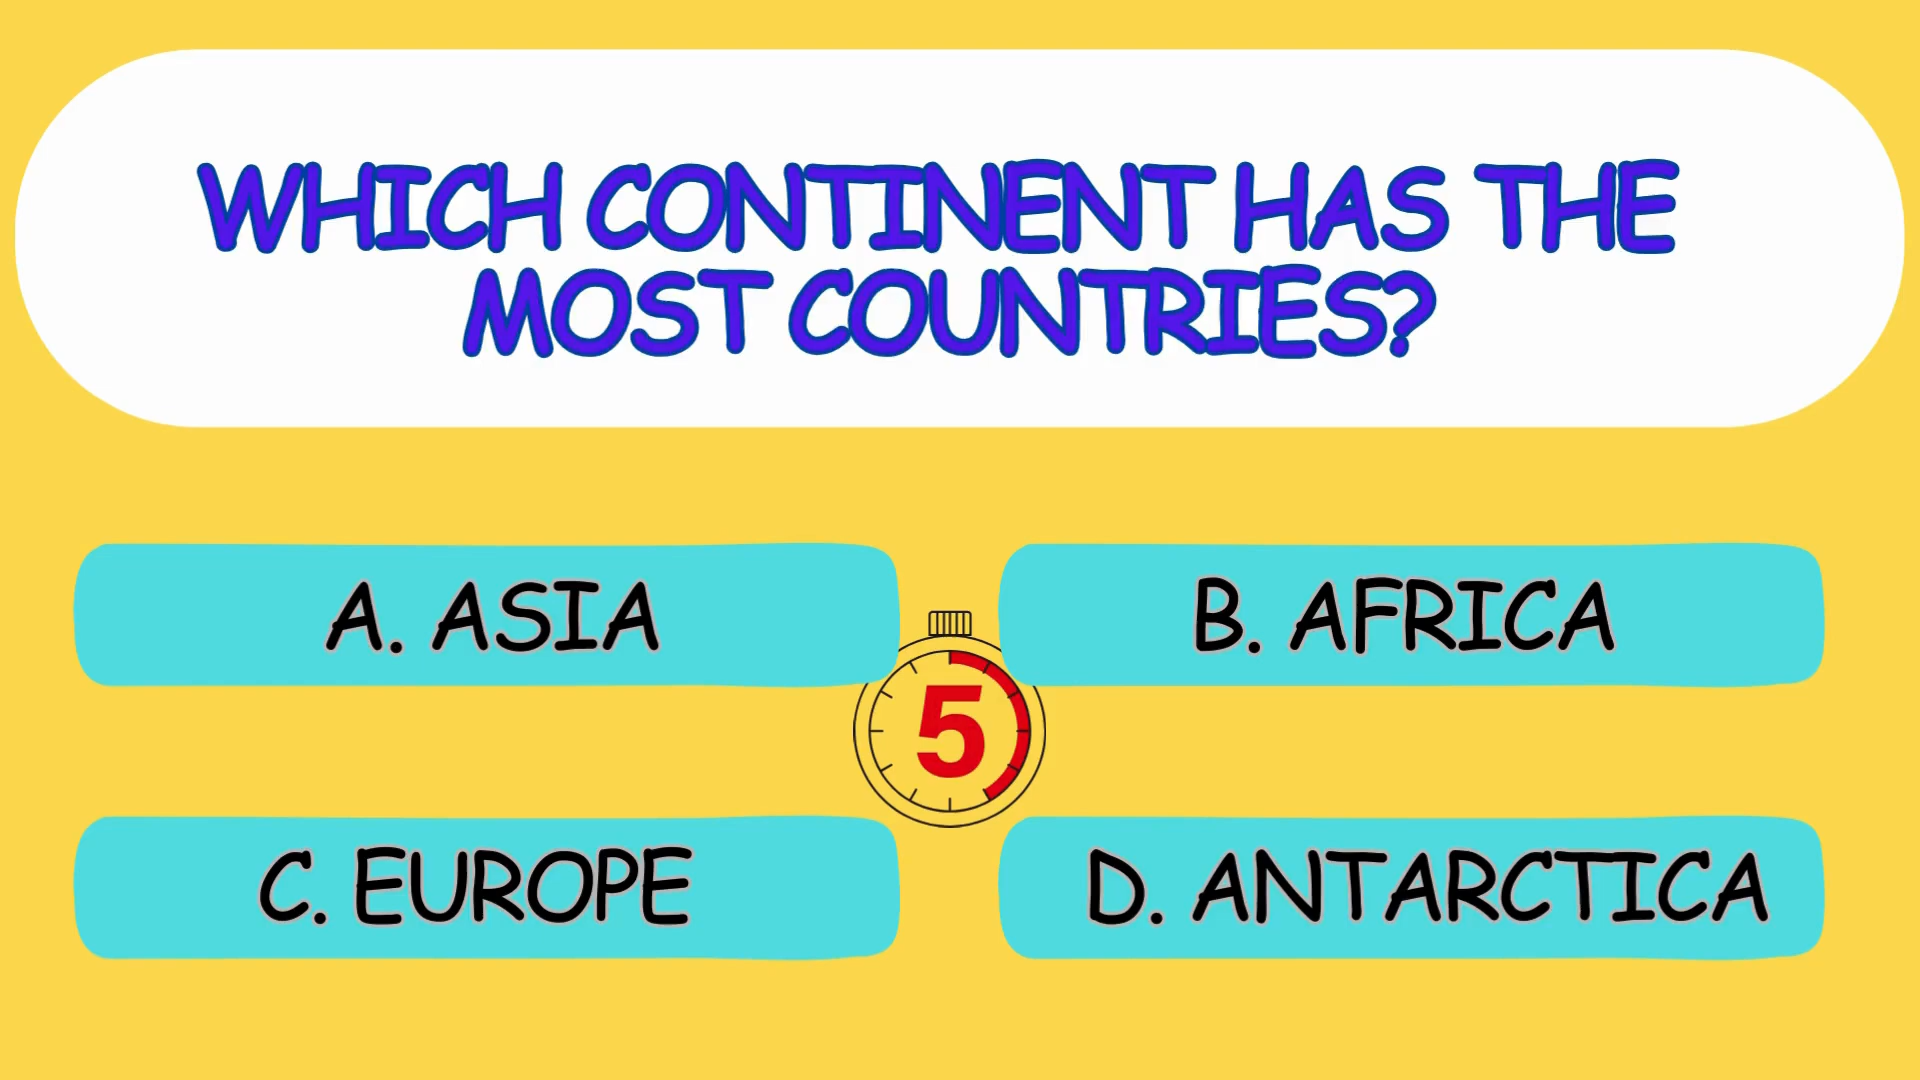 WHICH CONTINENT HAS THE
MOST COUNTRIES?
A. ASIA
B. AFRICA
5
C. EUROPE
D. ANTARCTICA